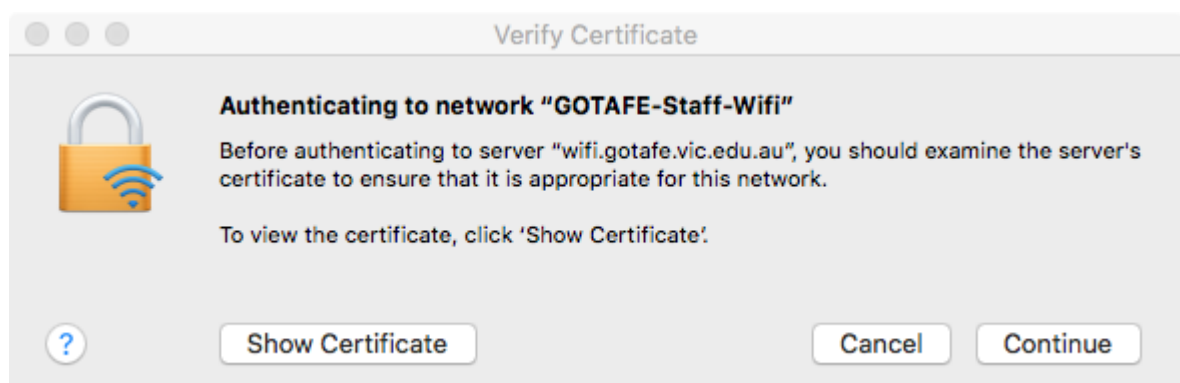 Verify Certificate
Authenticating to network “GOTAFE-Staff-Wifi”
Before authenticating to server “wifi.gotafe.vic.edu.au”, you should examine the server's
certificate to ensure that it is appropriate for this network.
To view the certificate, click ‘Show Certificate’.
? Show Certificate Cancel Continue